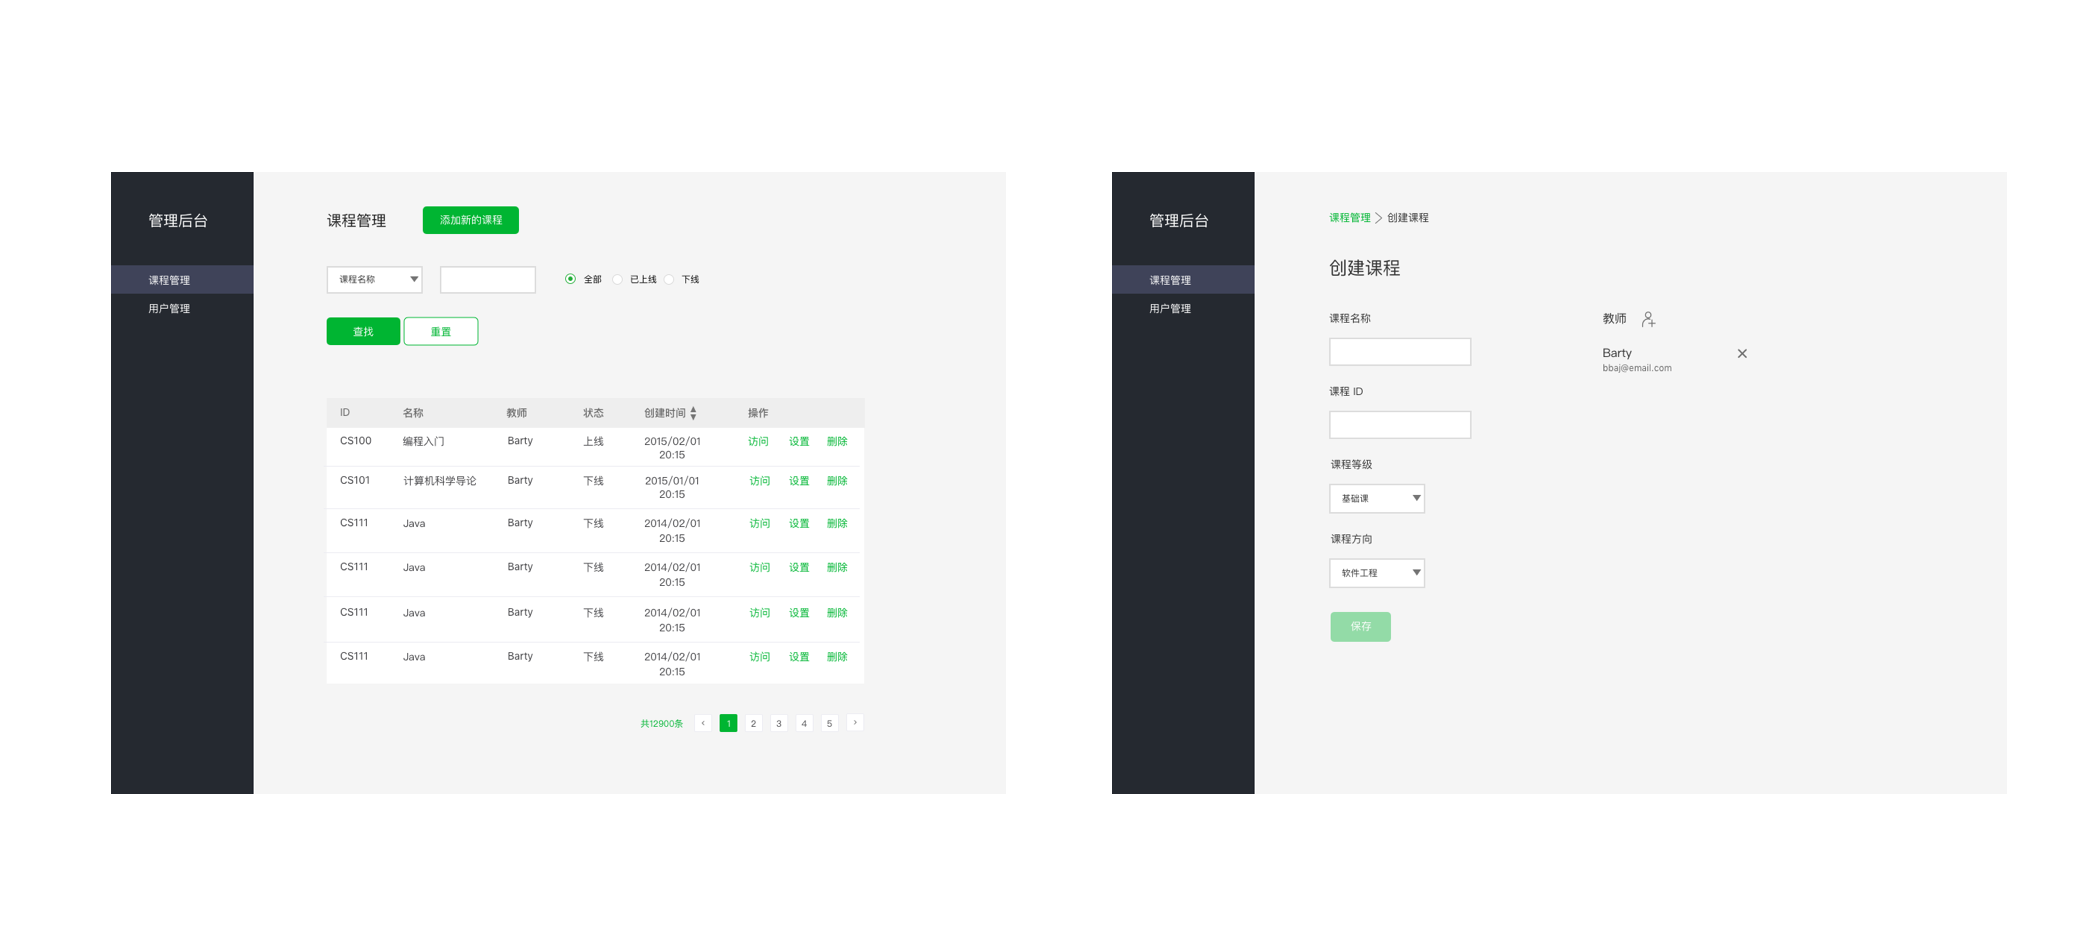 管理后台
课程管理
用户管理
课程管理 添加新的课程
课程名称 全部 已上线 下线
查找 重置
ID 名称 教师 状态 创建时间 操作
CS100 编程入门 Barty 上线 2015/02/01 访问 设置 删除
20:15
CS101 计算机科学导论 Barty 下线 2015/01/01 访问 设置 删除
20:15
CS111 Java Barty 下线 2014/02/01 访问 设置 删除
20:15
CS111 Java Barty 下线 2014/02/01 访问 设置 删除
20:15
CS111 Java Barty 下线 2014/02/01 访问 设置 删除
20:15
CS111 Java Barty 下线 2014/02/01 访问 设置 删除
20:15
共12900条 < 1 2 3 4 5 >
管理后台
课程管理
用户管理
课程管理 > 创建课程
创建课程
课程名称
课程 ID
课程等级
基础课
课程方向
软件工程
保存
教师
Barty
bbaj@email.com